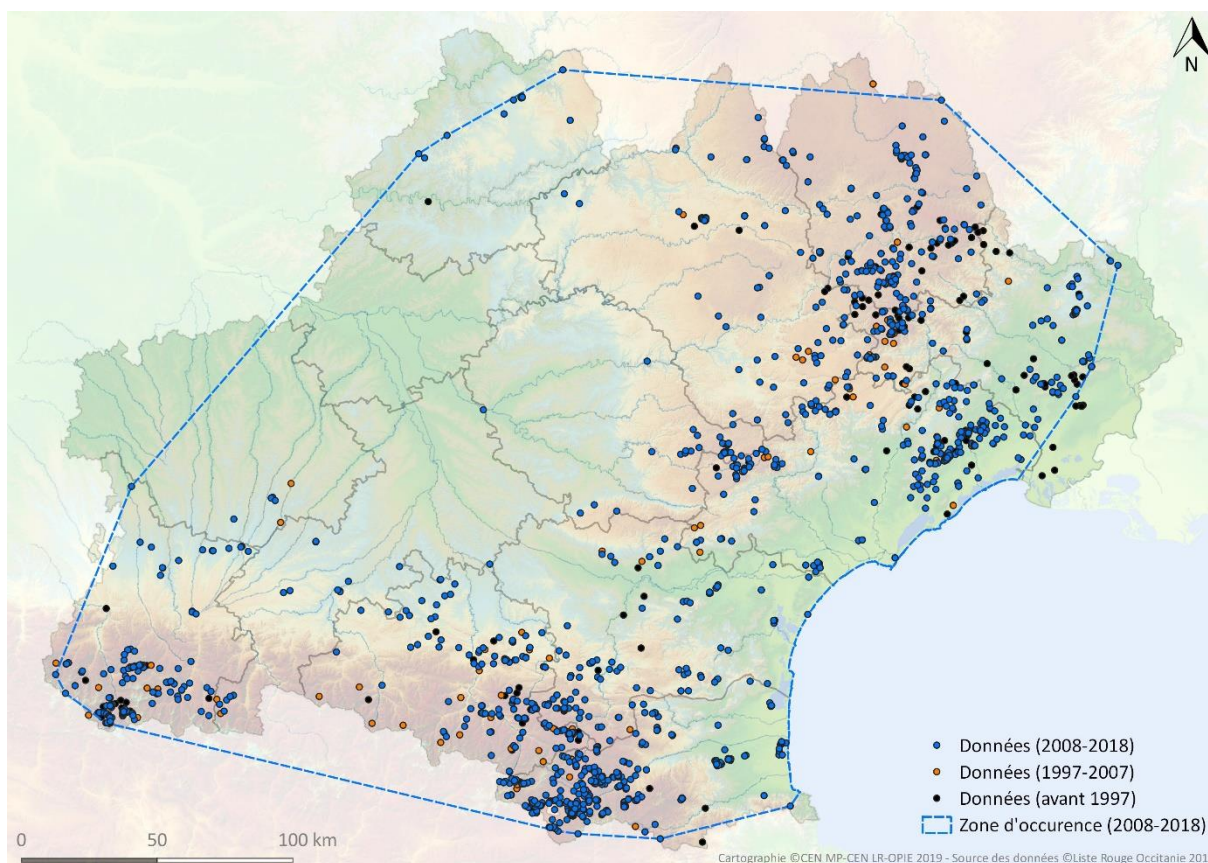 N
Données (2008-2018)
Données (1997-2007)
Données (avant 1997)
Zone d'occurence (2008-2018)
0 50 100 km
Cartographie ©CEN MP-CEN LR-OPIE 2019 - Source des données ©Liste Rouge Occitanie 201